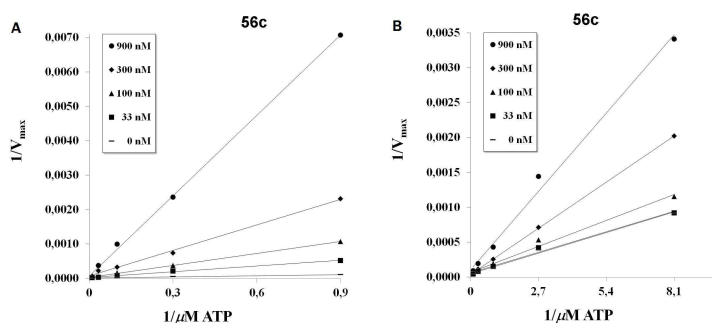 A
56c
0,0070
0,0060
0,0050
0,0040
0,0030
0,0020
0,0010
0,0000
1/Vmax
900 nM
300 nM
100 nM
33 nM
0 nM
0
0,3
0,6
0,9
1/μM ATP
B
56c
0,0035
0,0030
0,0025
0,0020
0,0015
0,0010
0,0005
0,0000
1/Vmax
900 nM
300 nM
100 nM
33 nM
0 nM
0
2,7
5,4
8,1
1/μM ATP